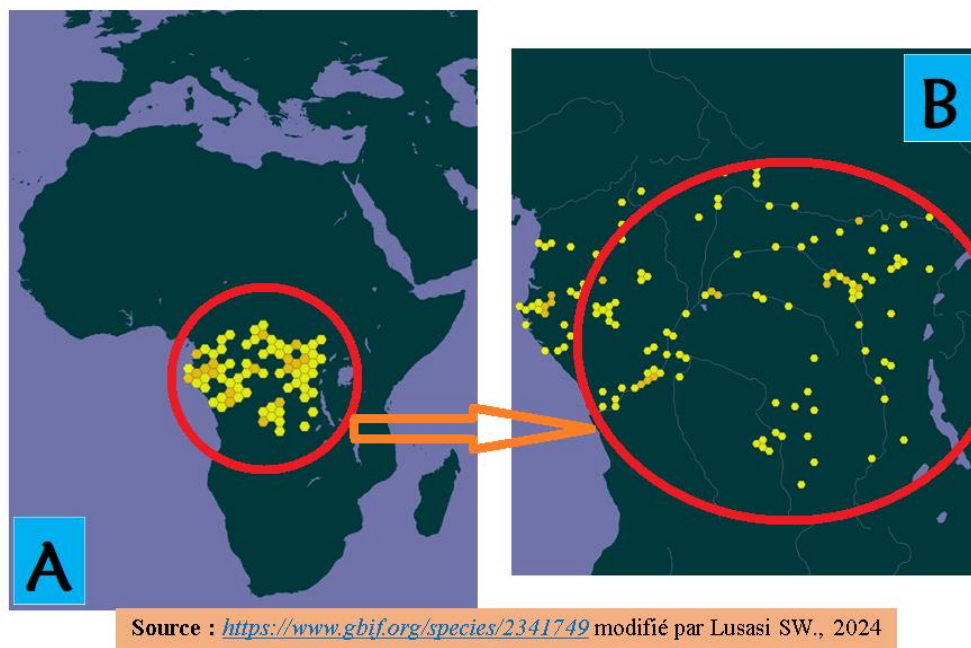 A
B
Source : https://www.gbif.org/species/2341749 modifié par Lusasi SW., 2024